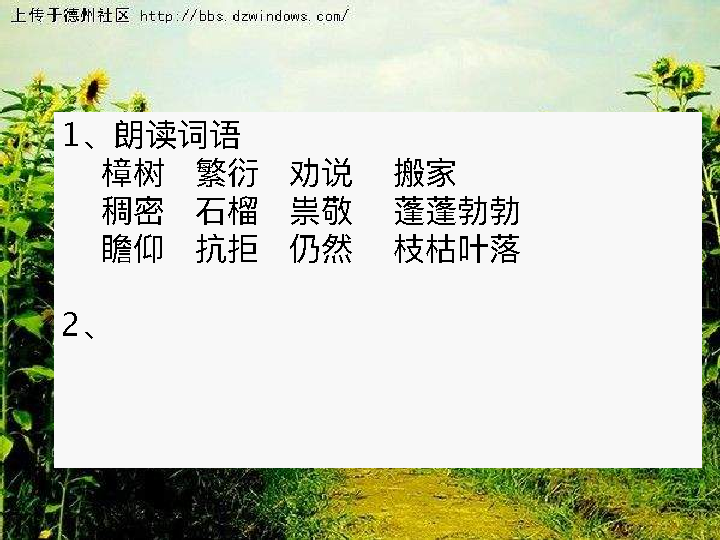 上传于德州社区 http://bbs.dzwindows.com/
1、朗读词语
樟树 繁衍 劝说 搬家
稠密 石榴 祟敬 蓬蓬勃勃
瞻仰 抗拒 仍然 枝枯叶落
2、